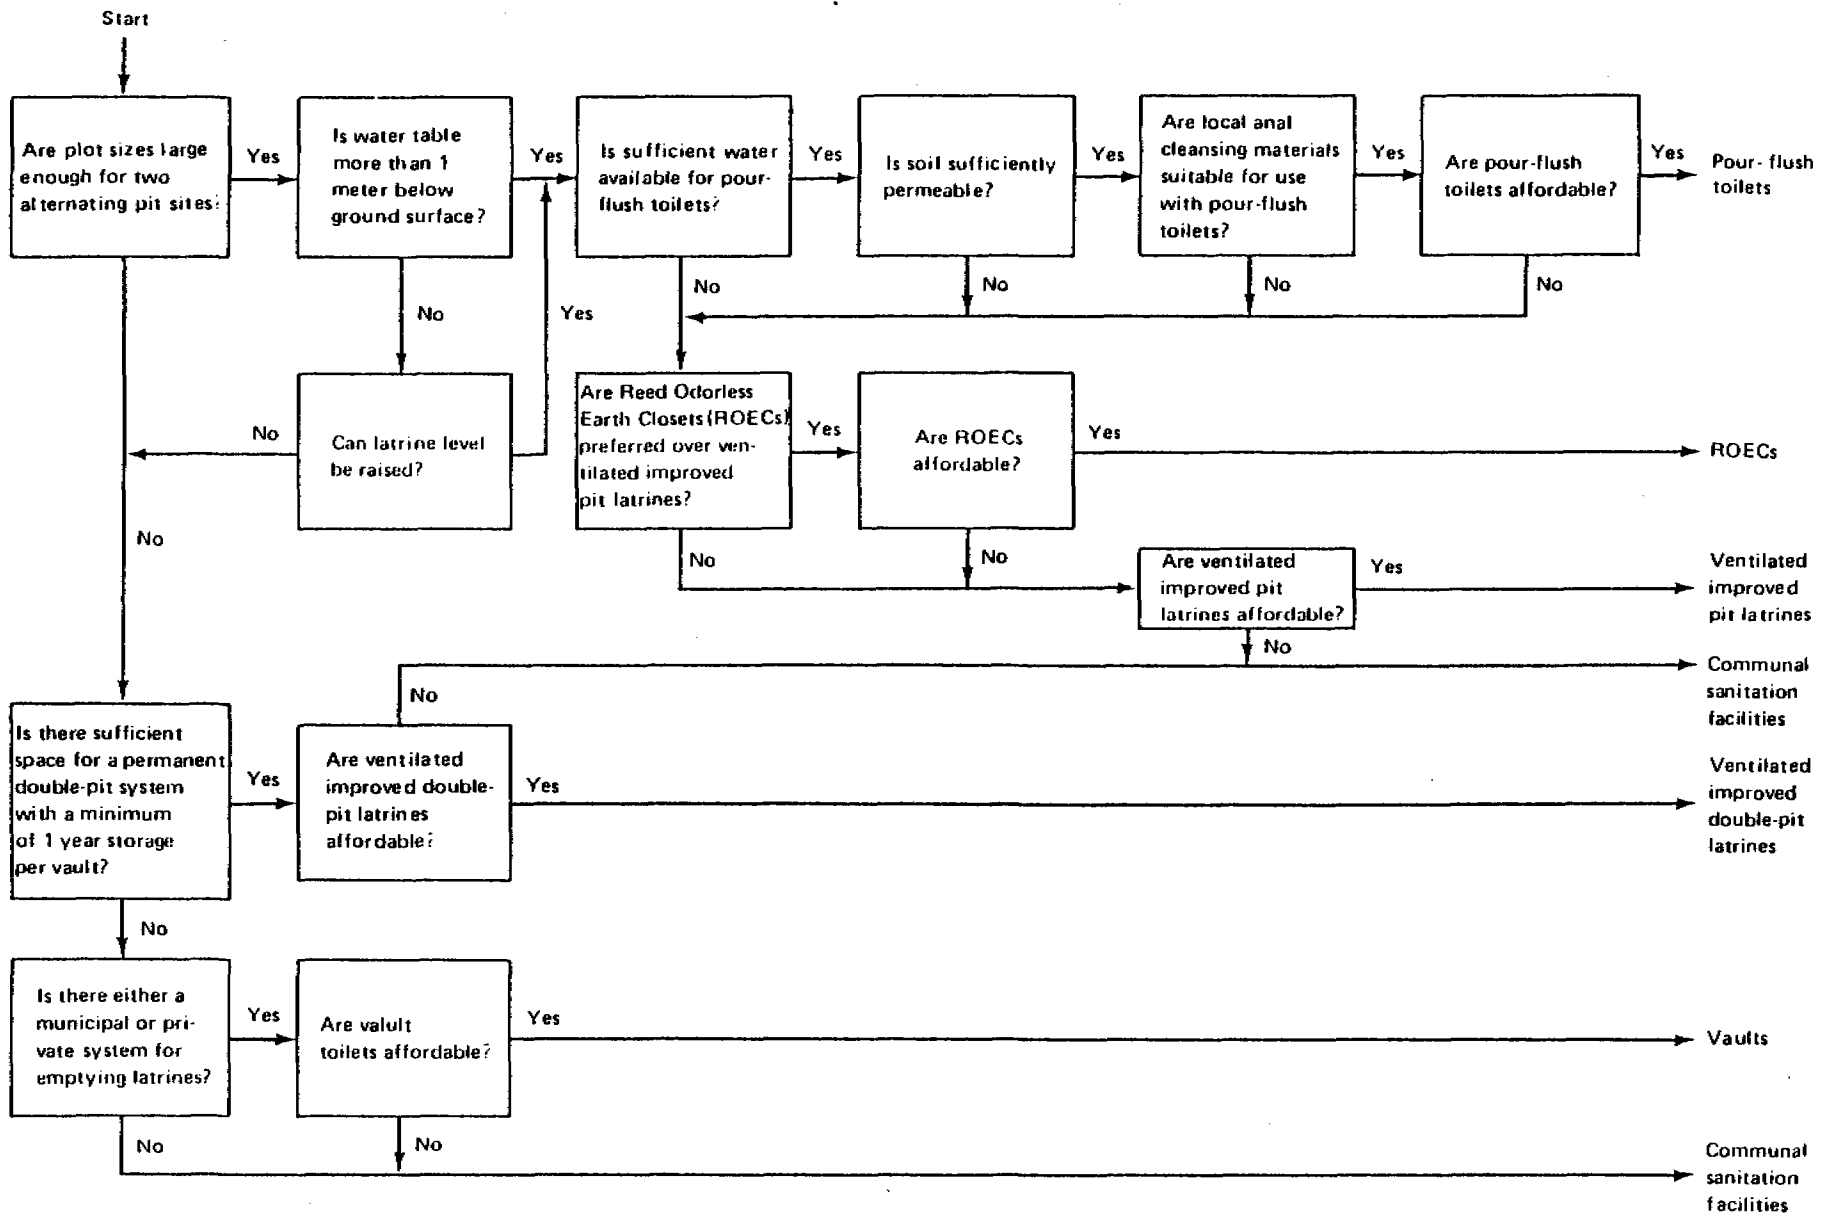 Start
Are plot sizes large
enough for two
alternating pit sites?
Yes
Is water table
more than 1
meter below
ground surface?
Yes
Is sufficient water
available for pour-
flush toilets?
Yes
Is soil sufficiently
permeable?
Yes
Are local anal
cleansing materials
suitable for use
with pour-flush
toilets?
Yes
Are pour-flush
toilets affordable?
Yes
Pour-flush
toilets
No
No
No
No
No
Yes
No
Can latrine level
be raised?
Are Reed Odorless
Earth Closets (ROECs)
preferred over ven-
tilated improved
pit latrines?
Yes
Are ROECs
affordable?
Yes
ROECs
No
No
No
Are ventilated
improved pit
latrines affordable?
Yes
Ventilated
improved
pit latrines
No
Communal
sanitation
facilities
No
Is there sufficient
space for a permanent
double-pit system
with a minimum
of 1 year storage
per vault?
Yes
Are ventilated
improved double-
pit latrines
affordable?
Yes
Ventilated
improved
double-pit
latrines
No
Is there either a
municipal or pri-
vate system for
emptying latrines?
Yes
Are valult
toilets affordable?
Yes
Vaults
No
No
Communal
sanitation
facilities